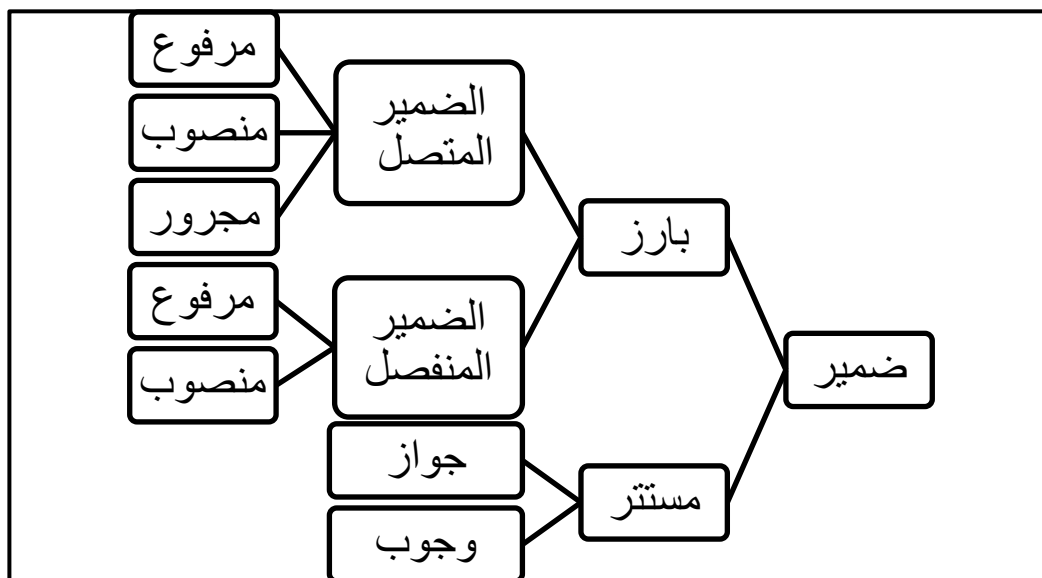 ضمير
بارز
الضمير
المتصل
مرفوع
منصوب
مجرور
الضمير
المنفصل
مرفوع
منصوب
مستتر
جواز
وجوب